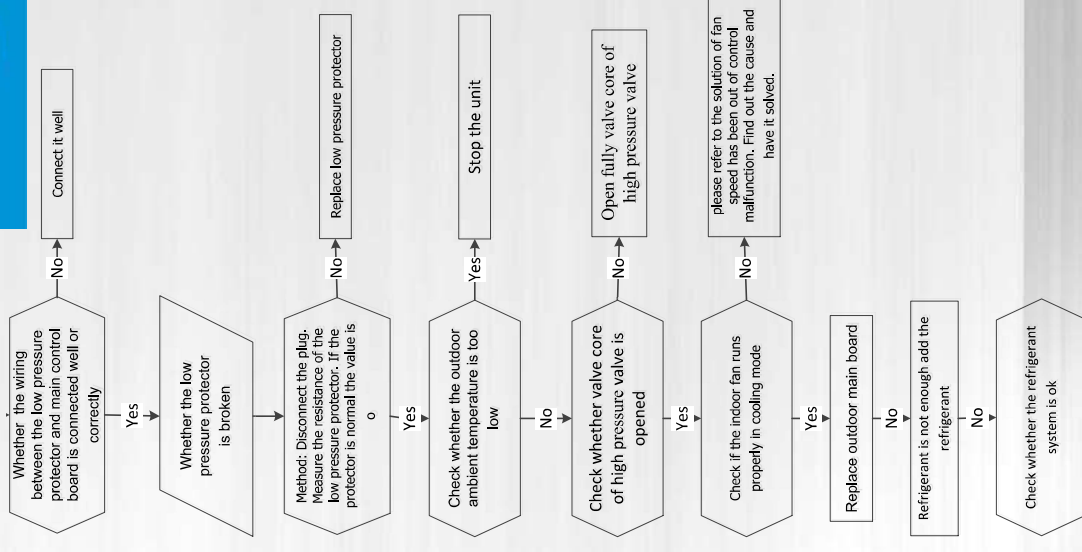 Whether the wiring
between the low pressure
protector and main control
board is connected well or
correctly
No
Connect it well
Yes
Whether the low
pressure protector
is broken
Method: Disconnect the plug.
Measure the resistance of the
low pressure protector. If the
protector is normal the value is
o
No
Replace low pressure protector
Yes
Check whether the outdoor
ambient temperature is too
low
Yes
Stop the unit
No
Check whether valve core
of high pressure valve is
opened
No
Open fully valve core of
high pressure valve
Yes
Check if the indoor fan runs
properly in cooling mode
No
please refer to the solution of fan
speed has been out of control
malfunction. Find out the cause and
have it solved.
Yes
Replace outdoor main board
No
Refrigerant is not enough add the
refrigerant
No
Check whether the refrigerant
system is ok